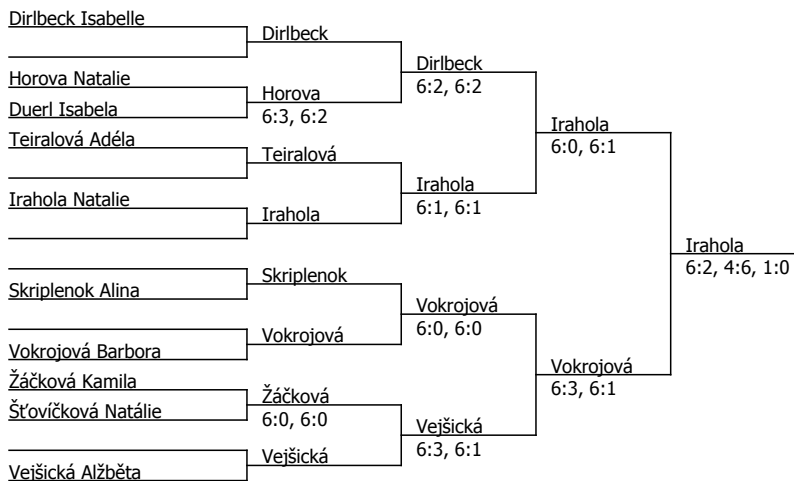 Dirlbeck Isabelle
Horova Natalie
Duerl Isabela
Teiralová Adéla
Irahola Natalie
Skriplenok Alina
Vokrojová Barbora
Žáčková Kamila
Šťovíčková Natálie
Vejšická Alžběta
Dirlbeck
Horova
6:3, 6:2
Teiralová
Irahola
Skriplenok
Vokrojová
Žáčková
6:0, 6:0
Vejšická
Dirlbeck
6:2, 6:2
Irahola
6:1, 6:1
Vokrojová
6:0, 6:0
Vejšická
6:3, 6:1
Irahola
6:0, 6:1
Vokrojová
6:3, 6:1
Irahola
6:2, 4:6, 1:0